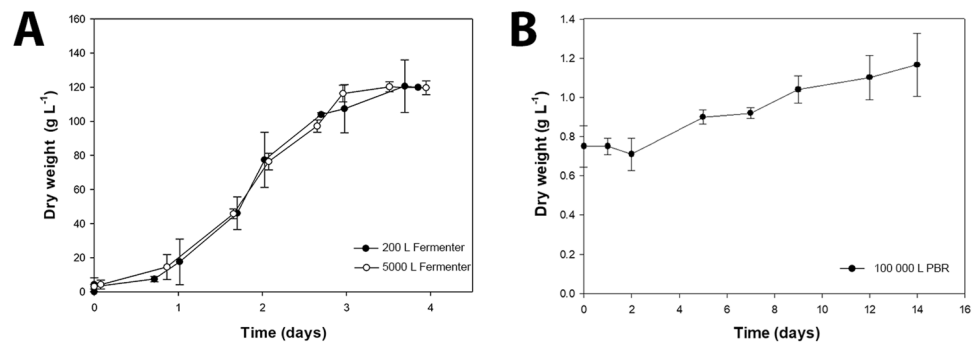 A
Dry weight (g L⁻¹)
160
140
120
100
80
60
40
20
0
0 1 2 3 4
Time (days)
200 L Fermenter
5000 L Fermenter
B
Dry weight (g L⁻¹)
1.4
1.2
1.0
0.8
0.6
0.4
0.2
0.0
0 2 4 6 8 10 12 14 16
Time (days)
100 000 L PBR